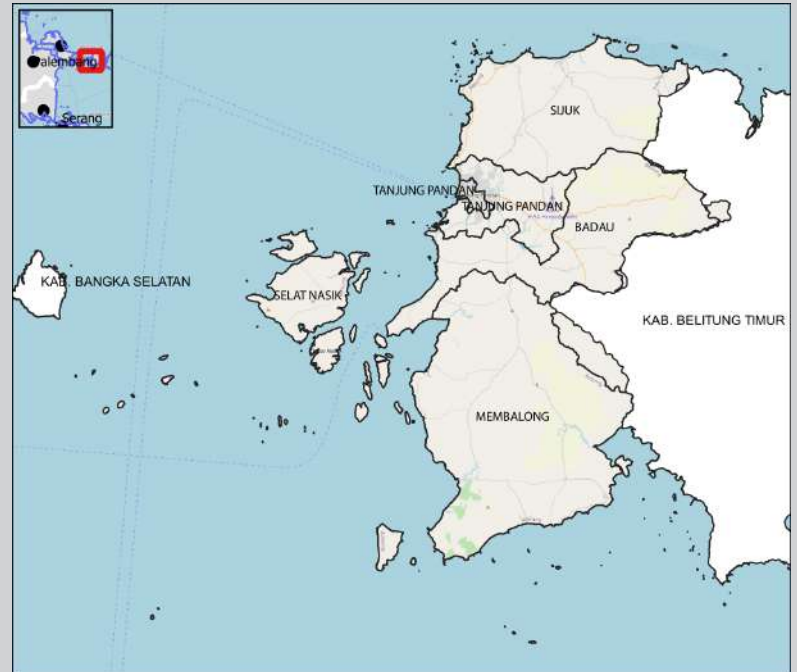 Palembang
Serang
SIJUK
TANJUNG PANDAN
TANJUNG PANDAN
BADAU
KAB. BANGKA SELATAN
SELAT NASIK
KAB. BELITUNG TIMUR
MEMBALONG